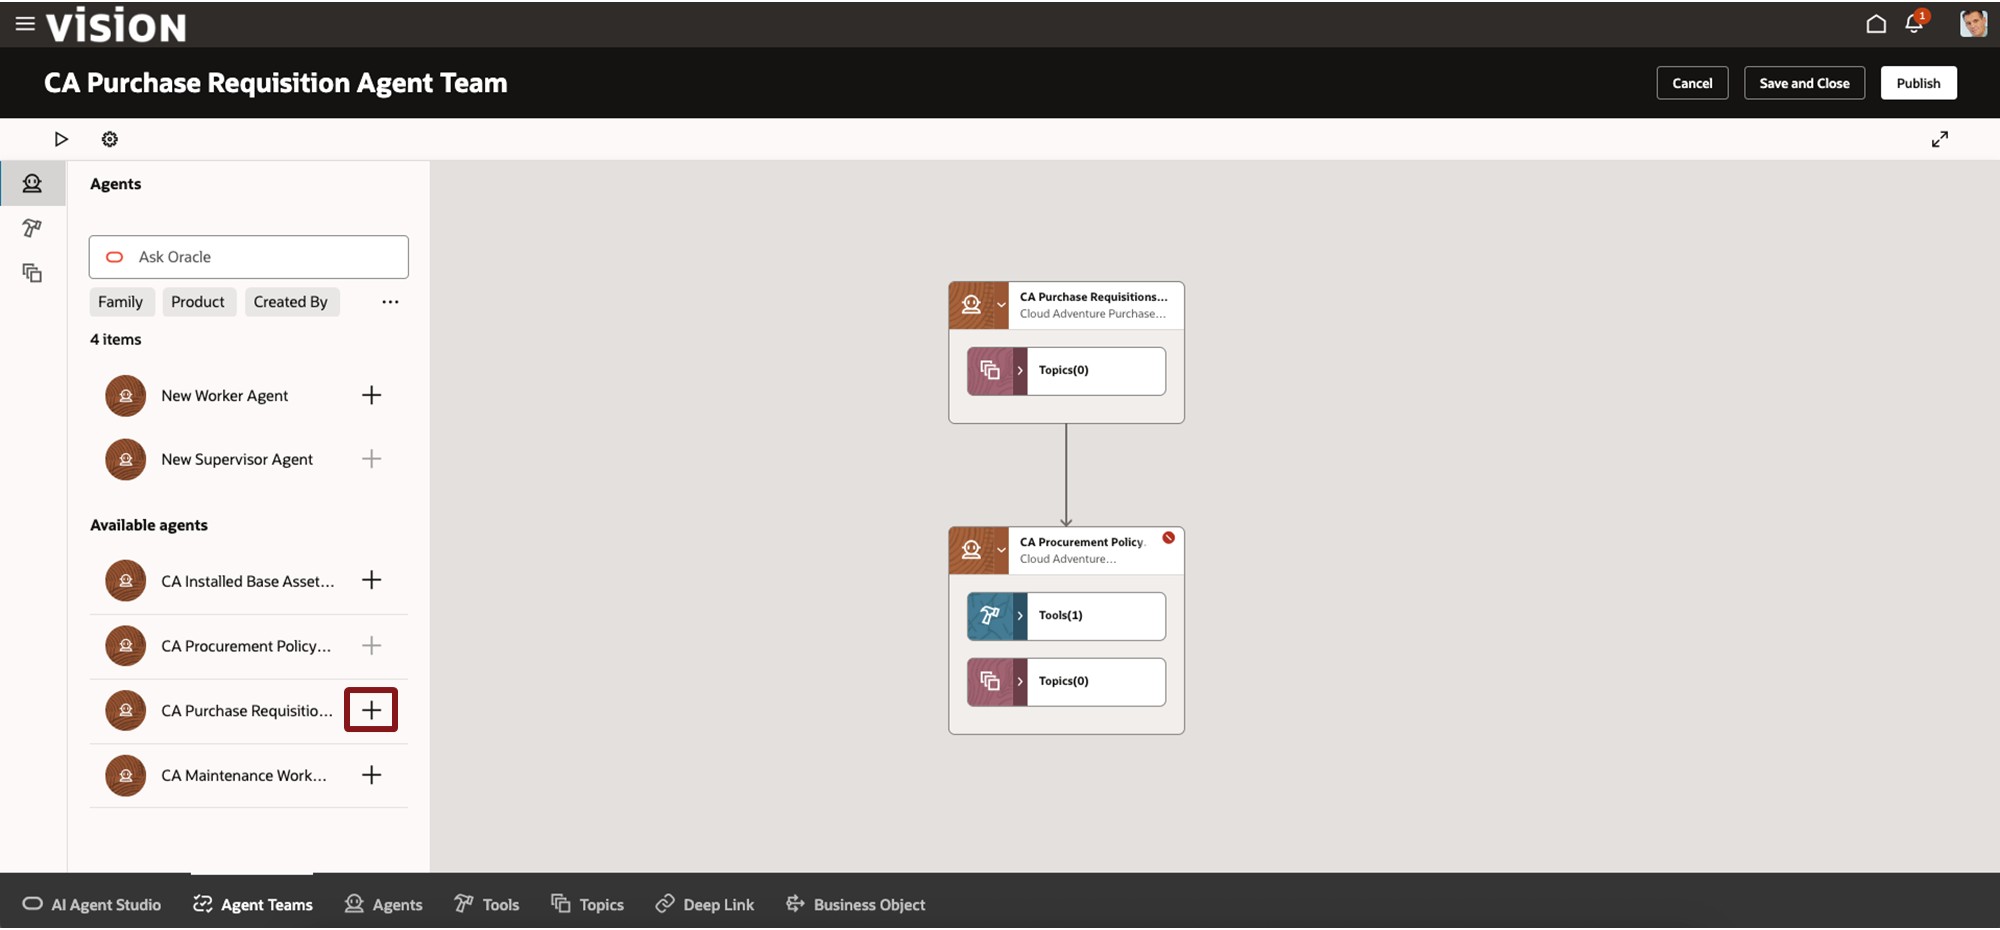 vision
1
CA Purchase Requisition Agent Team
Cancel
Save and Close
Publish
Agents
Ask Oracle
Family
Product
Created By
...
4 items
New Worker Agent
New Supervisor Agent
Available agents
CA Installed Base Asset...
CA Procurement Policy...
CA Purchase Requisitio...
CA Maintenance Work...
CA Purchase Requisitions...
Cloud Adventure Purchase...
Topics(0)
CA Procurement Policy.
Cloud Adventure...
Tools(1)
Topics(0)
AI Agent Studio
Agent Teams
Agents
Tools
Topics
Deep Link
Business Object